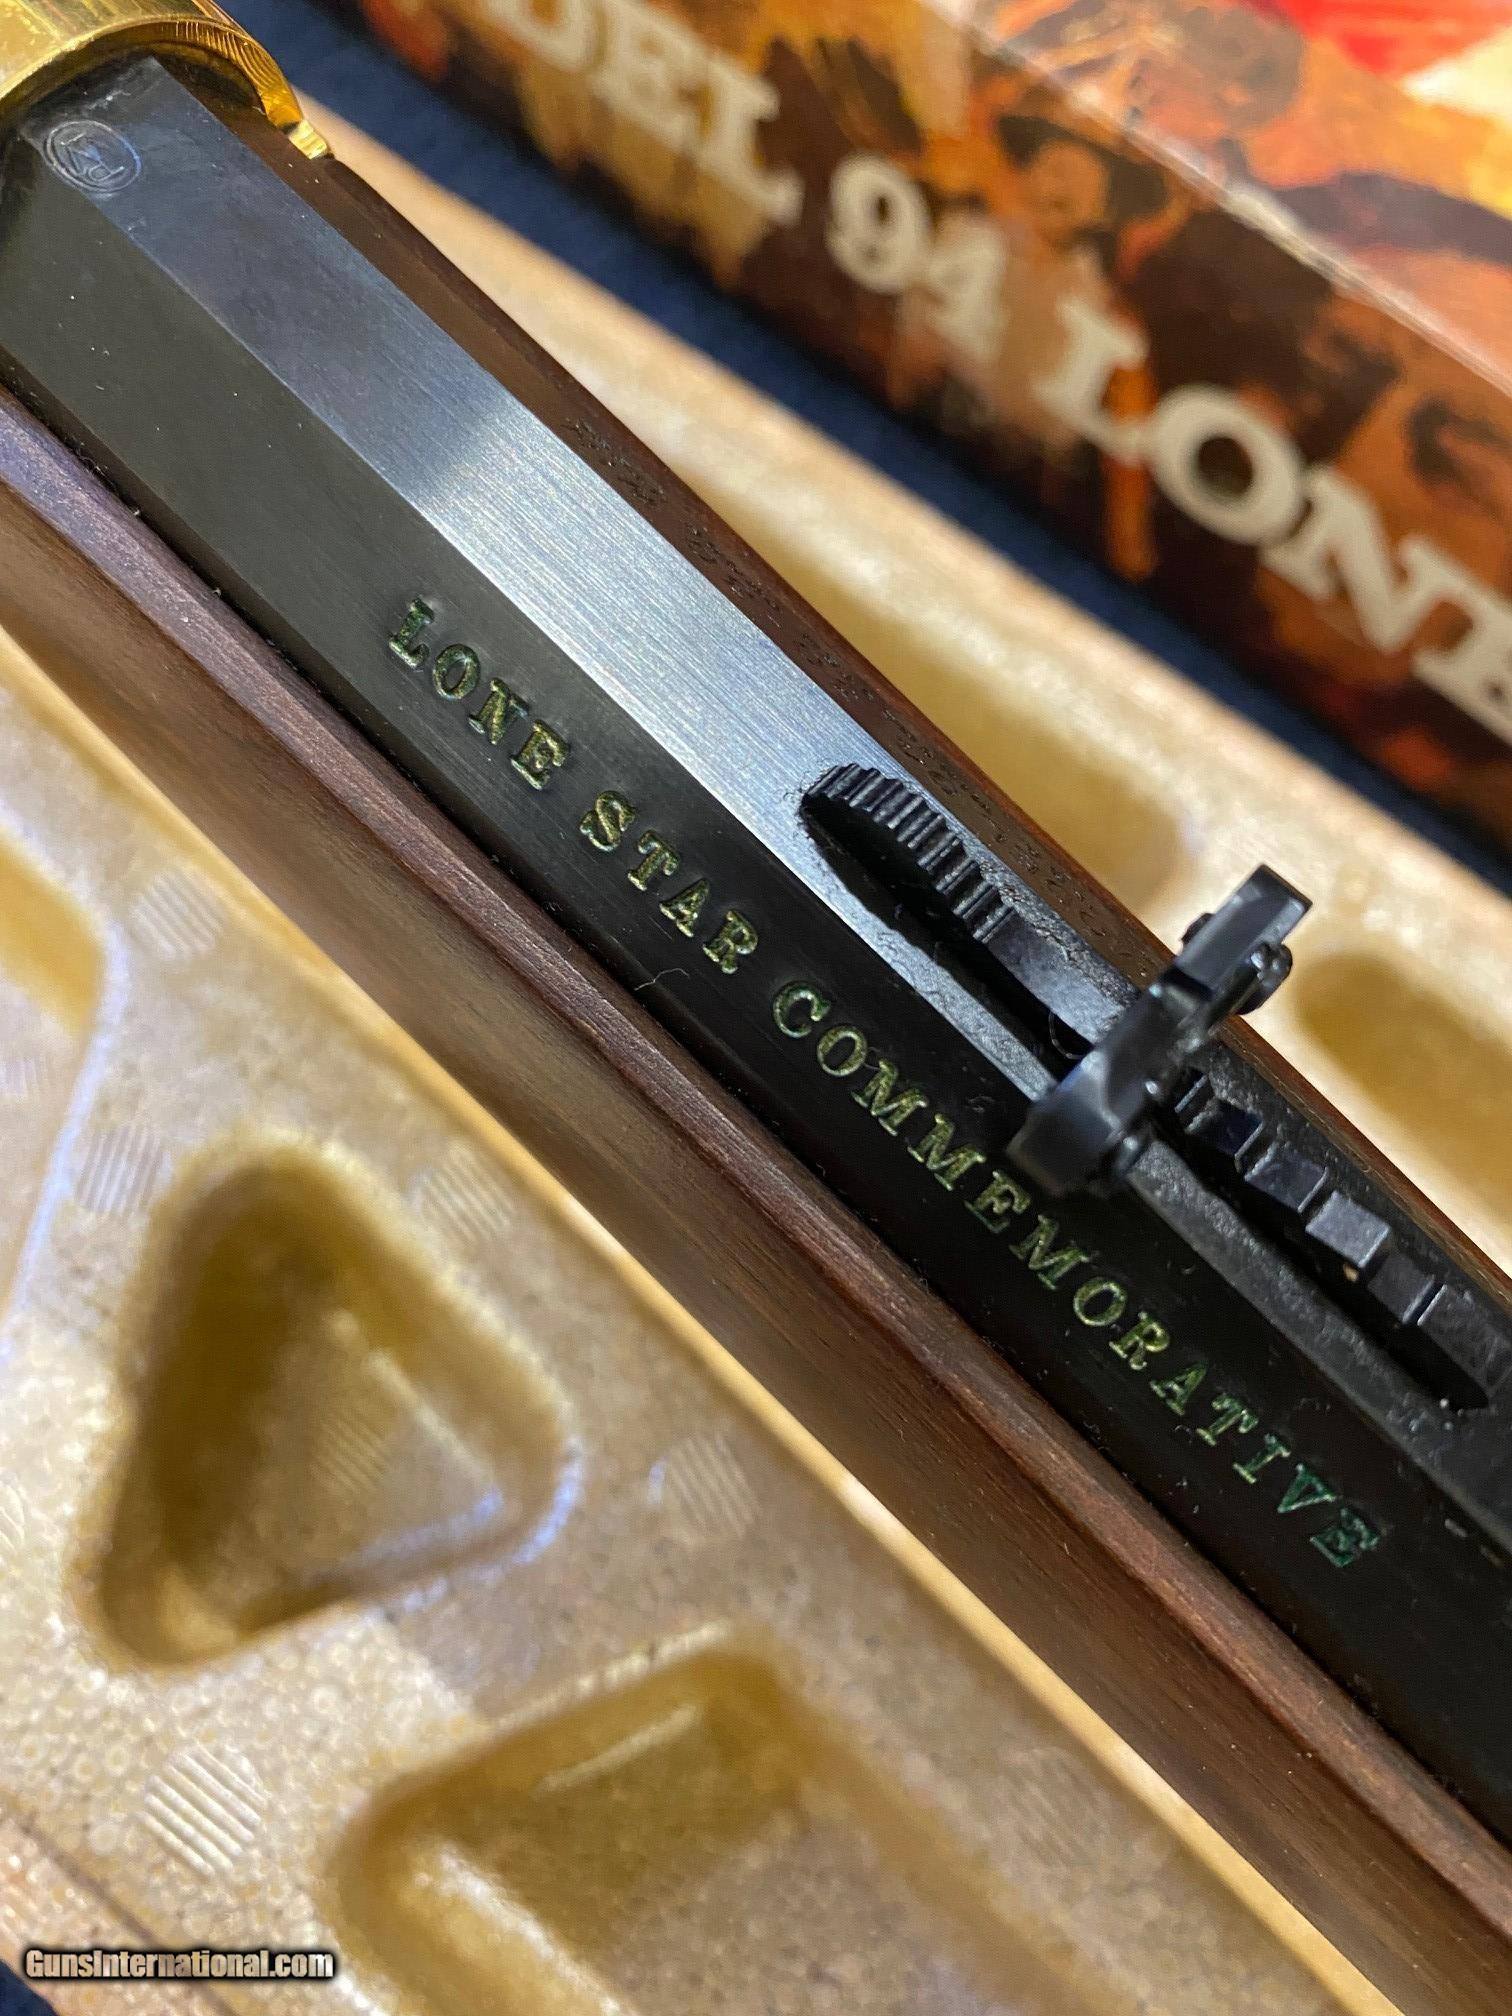 DEL 94 LONE
LONE STAR COMMEMORATIVE
GunsInternational.com